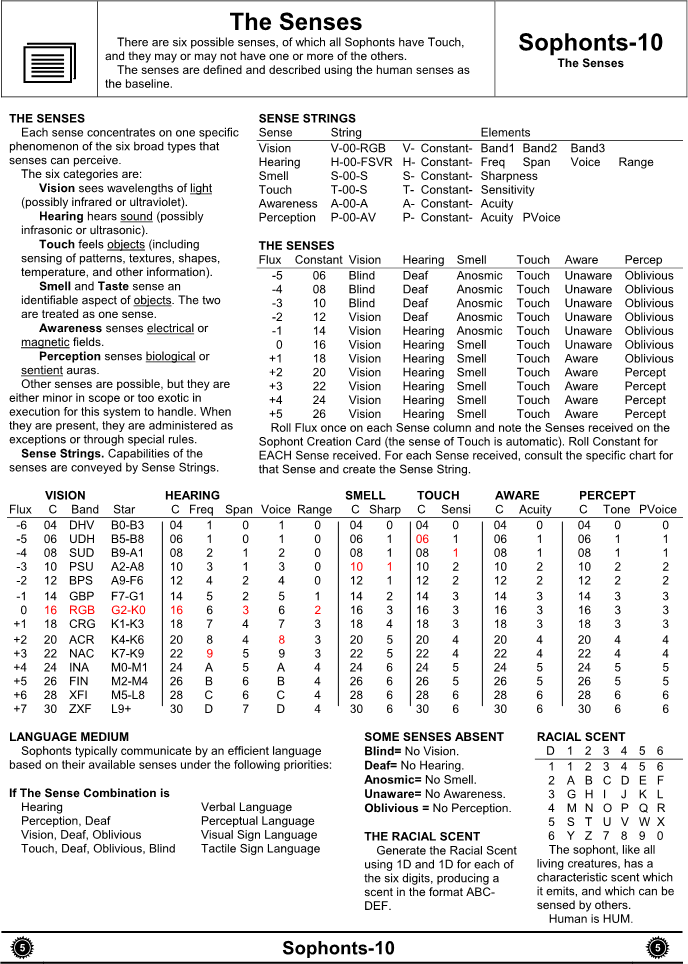 The Senses
There are six possible senses, of which all Sophonts have Touch,
and they may or may not have one or more of the others.
The senses are defined and described using the human senses as
the baseline.
Sophonts-10
The Senses
THE SENSES
Each sense concentrates on one specific
phenomenon of the six broad types that
senses can perceive.
The six categories are:
Vision sees wavelengths of light
(possibly infrared or ultraviolet).
Hearing hears sound (possibly
infrasonic or ultrasonic).
Touch feels objects (including
sensing of patterns, textures, shapes,
temperature, and other information).
Smell and Taste sense an
identifiable aspect of objects. The two
are treated as one sense.
Awareness senses electrical or
magnetic fields.
Perception senses biological or
sentient auras.
Other senses are possible, but they are
either minor in scope or too exotic in
execution for this system to handle. When
they are present, they are administered as
exceptions or through special rules.
Sense Strings. Capabilities of the
senses are conveyed by Sense Strings.
SENSE STRINGS
Sense String Elements
Vision V-00-RGB V- Constant- Band1 Band2 Band3
Hearing H-00-FSVR H- Constant- Freq Span Voice Range
Smell S-00-S S- Constant- Sharpness
Touch T-00-S T- Constant- Sensitivity
Awareness A-00-A A- Constant- Acuity
Perception P-00-AV P- Constant- Acuity PVoice
THE SENSES
Flux Constant Vision Hearing Smell Touch Aware Percep
-5 06 Blind Deaf Anosmic Touch Unaware Oblivious
-4 08 Blind Deaf Anosmic Touch Unaware Oblivious
-3 10 Blind Deaf Anosmic Touch Unaware Oblivious
-2 12 Vision Deaf Anosmic Touch Unaware Oblivious
-1 14 Vision Hearing Anosmic Touch Unaware Oblivious
0 16 Vision Hearing Smell Touch Unaware Oblivious
+1 18 Vision Hearing Smell Touch Aware Oblivious
+2 20 Vision Hearing Smell Touch Aware Percept
+3 22 Vision Hearing Smell Touch Aware Percept
+4 24 Vision Hearing Smell Touch Aware Percept
+5 26 Vision Hearing Smell Touch Aware Percept
Roll Flux once on each Sense column and note the Senses received on the
Sophont Creation Card (the sense of Touch is automatic). Roll Constant for
EACH Sense received. For each Sense received, consult the specific chart for
that Sense and create the Sense String.
VISION HEARING SMELL TOUCH AWARE PERCEPT
Flux C Band Star C Freq Span Voice Range C Sharp C Sensi C Acuity C Tone PVoice
-6 04 DHV B0-B3 04 1 0 1 0 04 0 04 0 04 0 04 0 0
-5 06 UDH B5-B8 06 1 0 1 0 06 1 06 1 06 1 06 1 1
-4 08 SUD B9-A1 08 2 1 2 0 08 1 08 1 08 1 08 1 1
-3 10 PSU A2-A8 10 3 1 3 0 10 1 10 2 10 2 10 2 2
-2 12 BPS A9-F6 12 4 2 4 0 12 1 12 2 12 2 12 2 2
-1 14 GBP F7-G1 14 5 2 5 1 14 2 14 3 14 3 14 3 3
0 16 RGB G2-K0 16 6 3 6 2 16 3 16 3 16 3 16 3 3
+1 18 CRG K1-K3 18 7 4 7 3 18 4 18 3 18 3 18 3 3
+2 20 ACR K4-K6 20 8 4 8 3 20 5 20 4 20 4 20 4 4
+3 22 NAC K7-K9 22 9 5 9 3 22 5 22 4 22 4 22 4 4
+4 24 INA M0-M1 24 A 5 A 4 24 6 24 5 24 5 24 5 5
+5 26 FIN M2-M4 26 B 6 B 4 26 6 26 5 26 5 26 5 5
+6 28 XFI M5-L8 28 C 6 C 4 28 6 28 6 28 6 28 6 6
+7 30 ZXF L9+ 30 D 7 D 4 30 6 30 6 30 6 30 6 6
LANGUAGE MEDIUM
Sophonts typically communicate by an efficient language
based on their available senses under the following priorities:
If The Sense Combination is
Hearing Verbal Language
Perception, Deaf Perceptual Language
Vision, Deaf, Oblivious Visual Sign Language
Touch, Deaf, Oblivious, Blind Tactile Sign Language
SOME SENSES ABSENT
Blind= No Vision.
Deaf= No Hearing.
Anosmic= No Smell.
Unaware= No Awareness.
Oblivious = No Perception.
THE RACIAL SCENT
Generate the Racial Scent
using 1D and 1D for each of
the six digits, producing a
scent in the format ABC-
DEF.
RACIAL SCENT
D 1 2 3 4 5 6
1 1 2 3 4 5 6
2 A B C D E F
3 G H I J K L
4 M N O P Q R
5 S T U V W X
6 Y Z 7 8 9 0
The sophont, like all
living creatures, has a
characteristic scent which
it emits, and which can be
sensed by others.
Human is HUM.
5
Sophonts-10
5